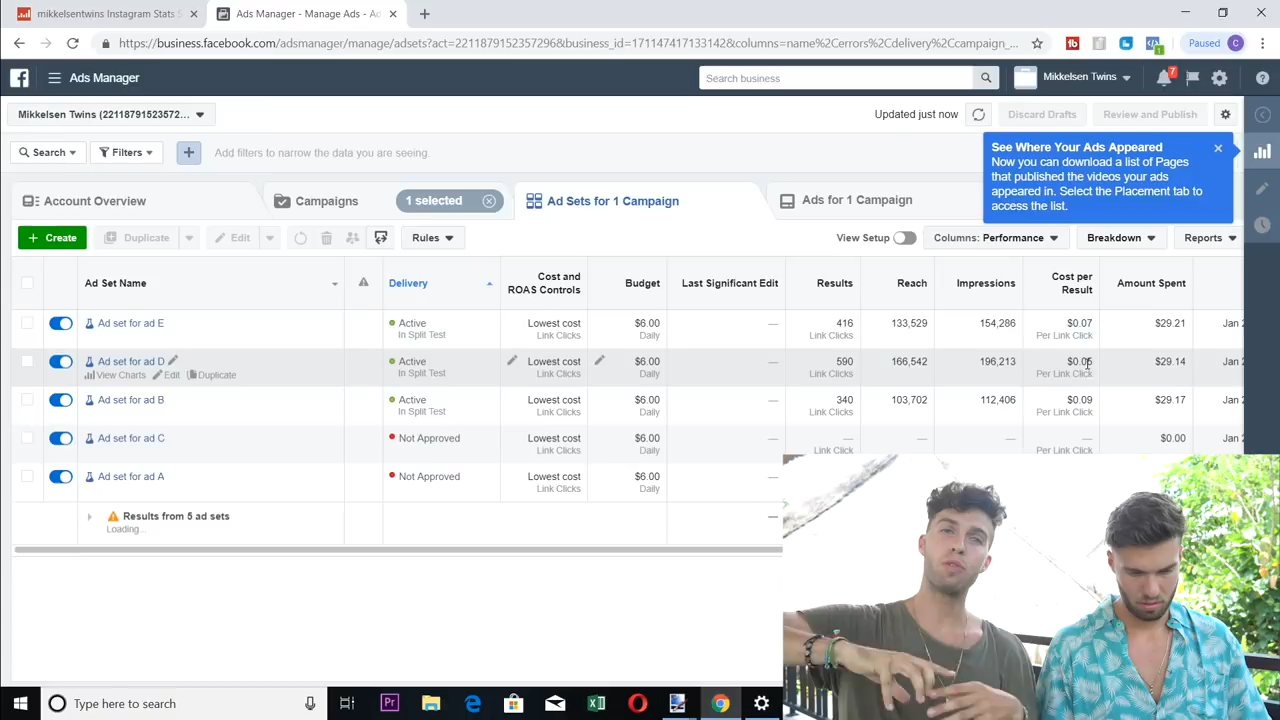 mikkelsentwins Instagram Stats S
Ads Manager - Manage Ads - Ad
https://business.facebook.com/adsmanager/manage/adsets?act=2211879152357296&business_id=171147417133142&columns=name%2Cerrors%2Cdelivery%2Ccampaign_...
Paused
C
Ads Manager
Search business
Mikkelsen Twins
7
Mikkelsen Twins (22118791523572...
Updated just now
Discard Drafts
Review and Publish
See Where Your Ads Appeared
Now you can download a list of Pages
that published the videos your ads
appeared in. Select the Placement tab to
access the list.
Search
Filters
Add filters to narrow the data you are seeing.
Account Overview
Campaigns
1 selected
Ad Sets for 1 Campaign
Ads for 1 Campaign
+ Create
Duplicate
Edit
Rules
View Setup
Columns: Performance
Breakdown
Reports
Ad Set Name
Delivery
Cost and
ROAS Controls
Budget
Last Significant Edit
Results
Reach
Impressions
Cost per
Result
Amount Spent
Ad set for ad E Active Lowest cost $6.00 — 416 133,529 154,286 $0.07 $29.21 Jan 2
In Split Test Link Clicks Daily Link Clicks Per Link Click
Ad set for ad D Active Lowest cost $6.00 — 590 166,542 196,213 $29.14 Jan 2
View Charts Edit Duplicate In Split Test Link Clicks Daily Link Clicks Per Link Click
Ad set for ad B Active Lowest cost $6.00 — 340 103,702 112,406 $0.09 $29.17 Jan 2
In Split Test Link Clicks Daily Link Clicks Per Link Click
Ad set for ad C Not Approved Lowest cost $6.00 — — — — — $0.00 Jan 2
Link Clicks Daily Link Click Per Link Click
Ad set for ad A Not Approved Lowest cost $6.00
Link Clicks Daily
Results from 5 ad sets —
Loading...
Type here to search
Pr